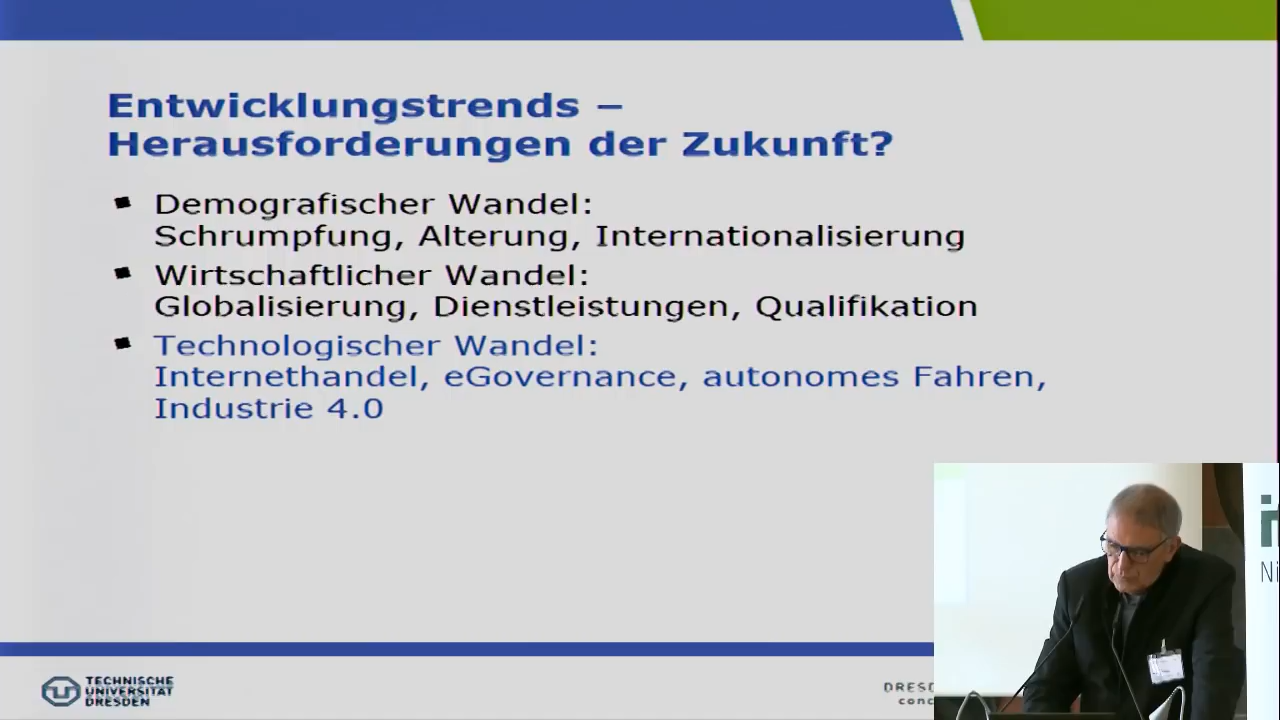 Entwicklungstrends –
Herausforderungen der Zukunft?
Demografischer Wandel:
Schrumpfung, Alterung, Internationalisierung
Wirtschaftlicher Wandel:
Globalisierung, Dienstleistungen, Qualifikation
Technologischer Wandel:
Internethandel, eGovernance, autonomes Fahren,
Industrie 4.0
TECHNISCHE
UNIVERSITÄT
DRESDEN